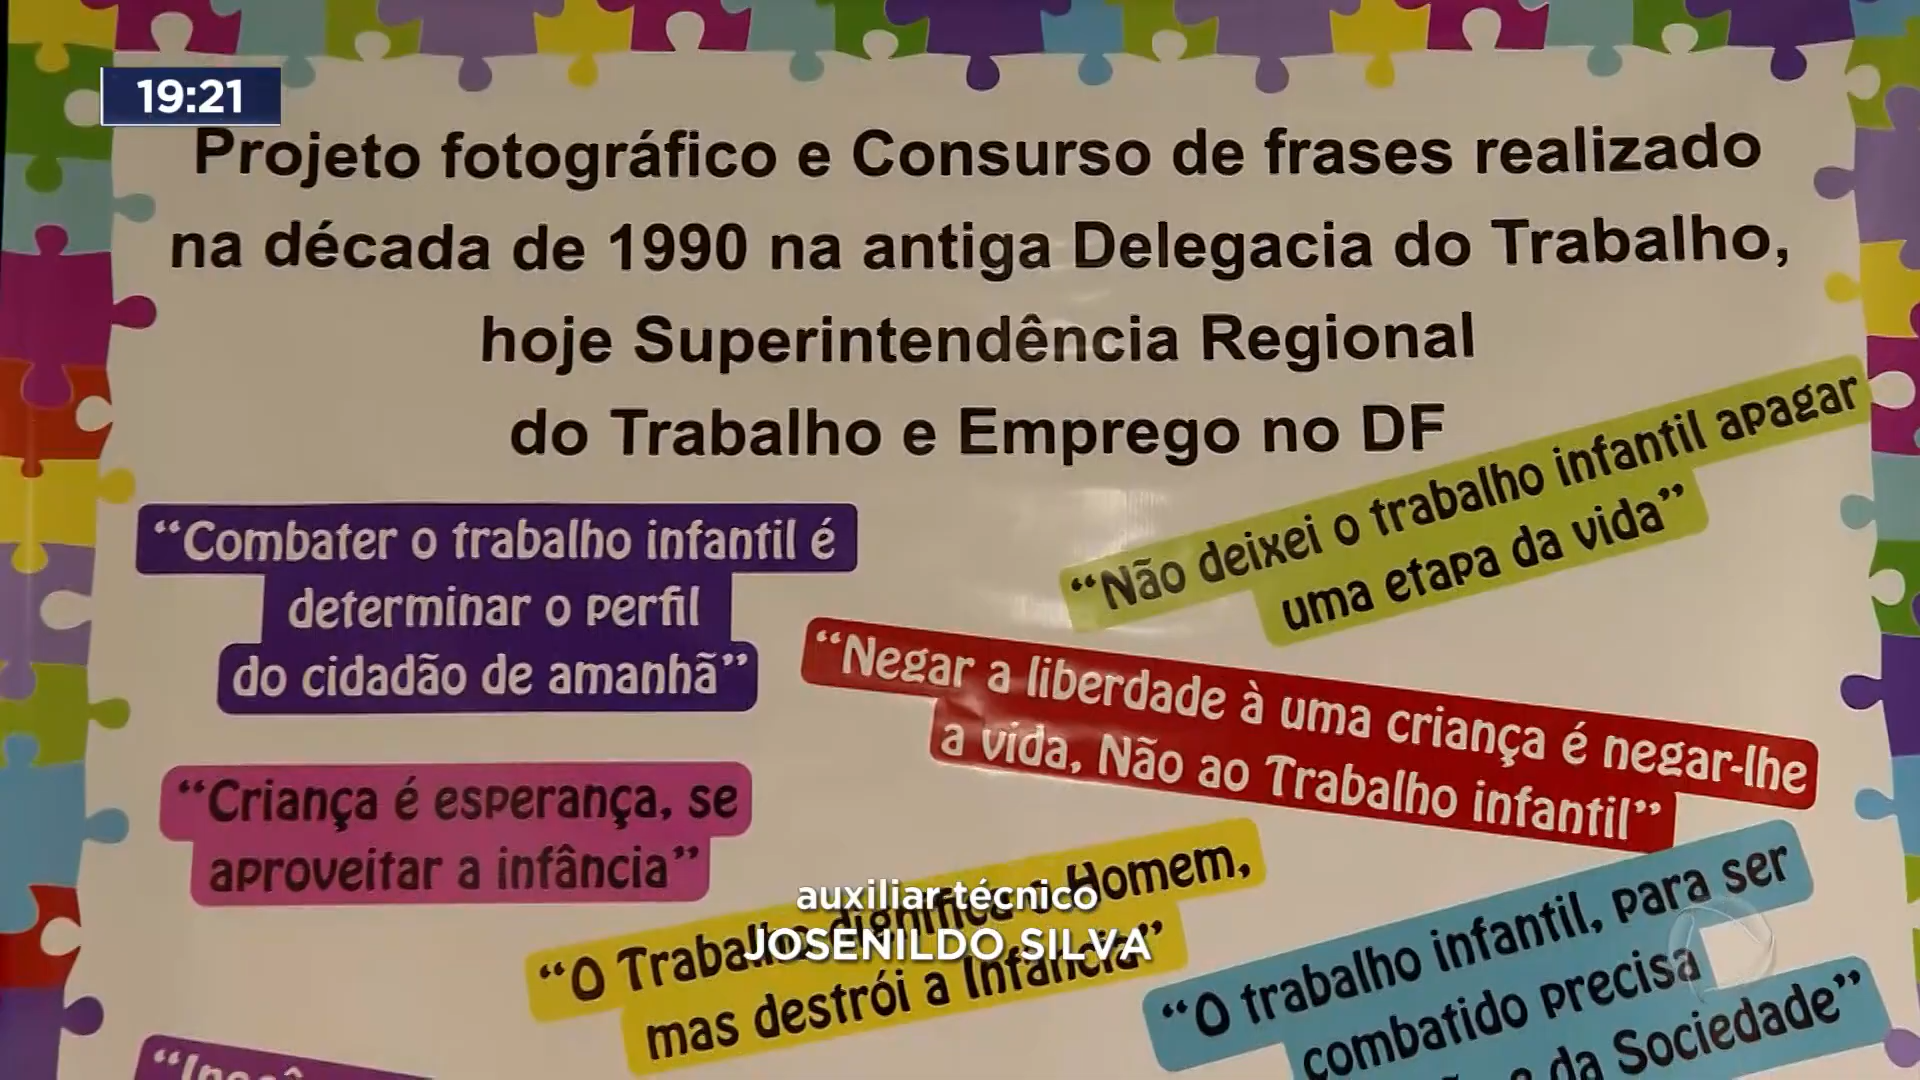 19:21
Projeto fotográfico e Consurso de frases realizado
na década de 1990 na antiga Delegacia do Trabalho,
hoje Superintendência Regional
do Trabalho e Emprego no DF
“Não deixei o trabalho infantil apagar
uma etapa da vida”
“Combater o trabalho infantil é
determinar o perfil
do cidadão de amanhã”
“Negar a liberdade à uma criança é negar-lhe
a vida, Não ao Trabalho infantil”
“Criança é esperança, se
aproveitar a infância”
“O Trabalho dignifica o Homem,
mas destrói a Infância”
auxiliar técnico
JOSENILDO SILVA
“O trabalho infantil, para ser
combatido precisa
e da Sociedade”